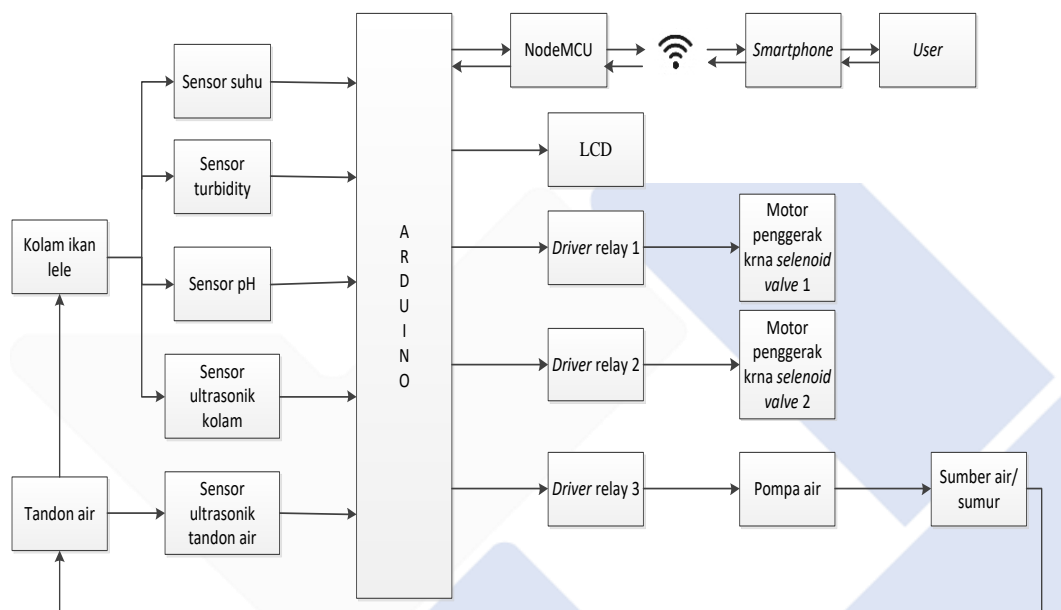 Kolam ikan
lele
Tandon air
Sensor suhu
Sensor
turbidity
Sensor pH
Sensor
ultrasonik
kolam
Sensor
ultrasonik
tandon air
A
R
D
U
I
N
O
NodeMCU
Smartphone
User
LCD
Driver relay 1
Motor
penggerak
krna selenoid
valve 1
Driver relay 2
Motor
penggerak
krna selenoid
valve 2
Driver relay 3
Pompa air
Sumber air/
sumur